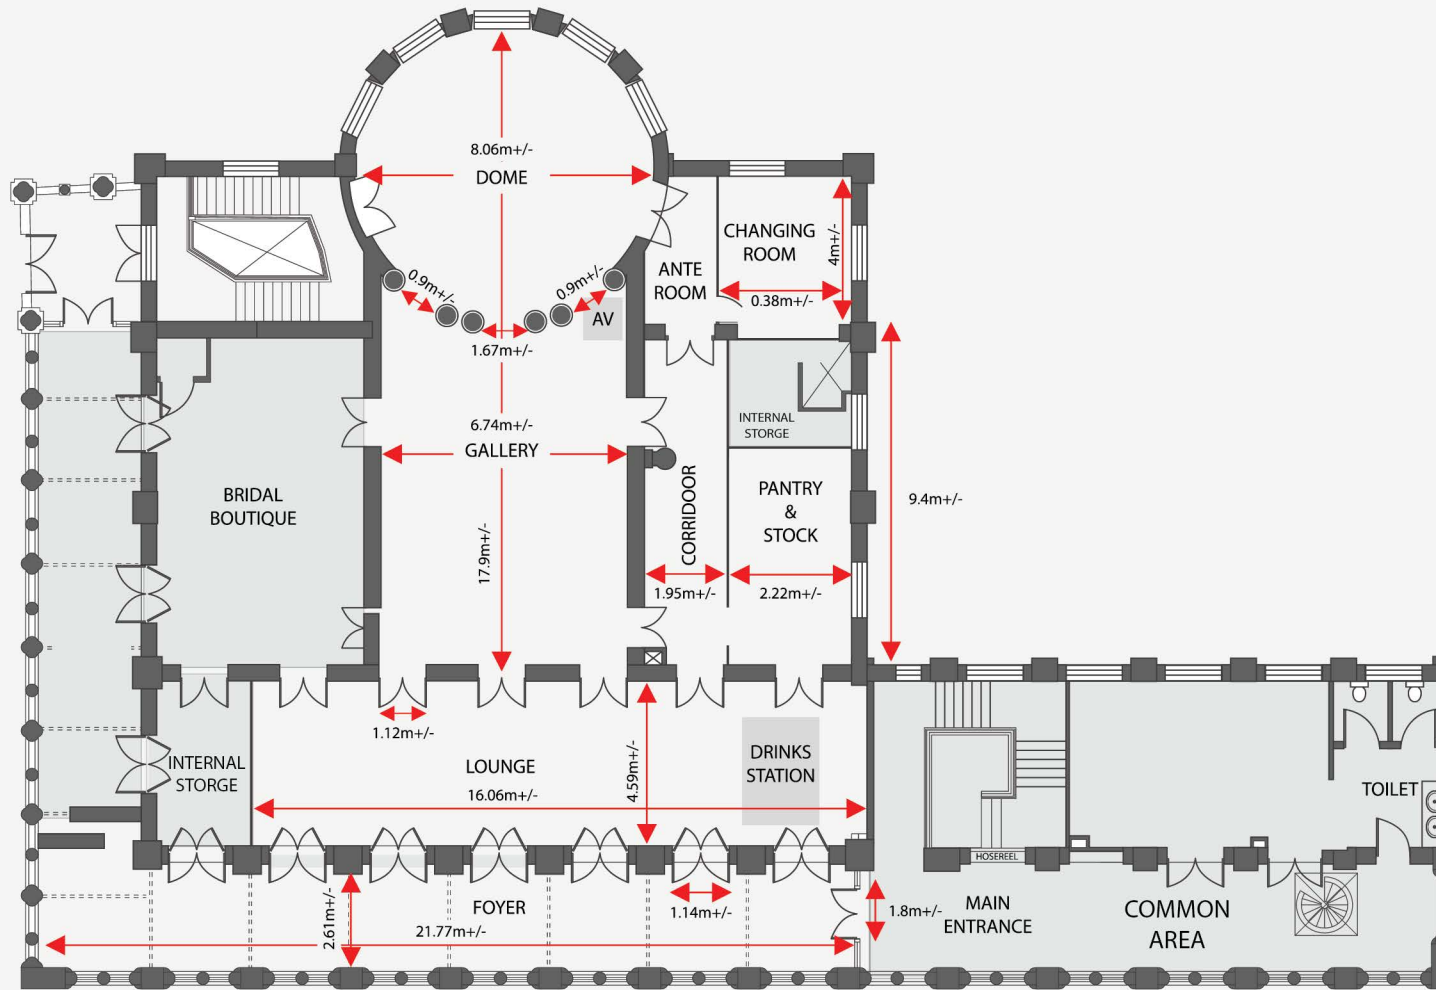 8.06m+/-
DOME
CHANGING
ROOM
4m+/-
ANTE
ROOM
0.38m+/-
0.9m+/-
0.9m+/-
AV
1.67m+/-
6.74m+/-
GALLERY
INTERNAL
STORGE
BRIDAL
BOUTIQUE
CORRIDOOR
PANTRY
&
STOCK
9.4m+/-
17.9m+/-
1.95m+/-
2.22m+/-
1.12m+/-
INTERNAL
STORGE
LOUNGE
16.06m+/-
4.59m+/-
DRINKS
STATION
TOILET
HOSEREEL
FOYER
21.77m+/-
2.61m+/-
1.14m+/-
1.8m+/-
MAIN
ENTRANCE
COMMON
AREA